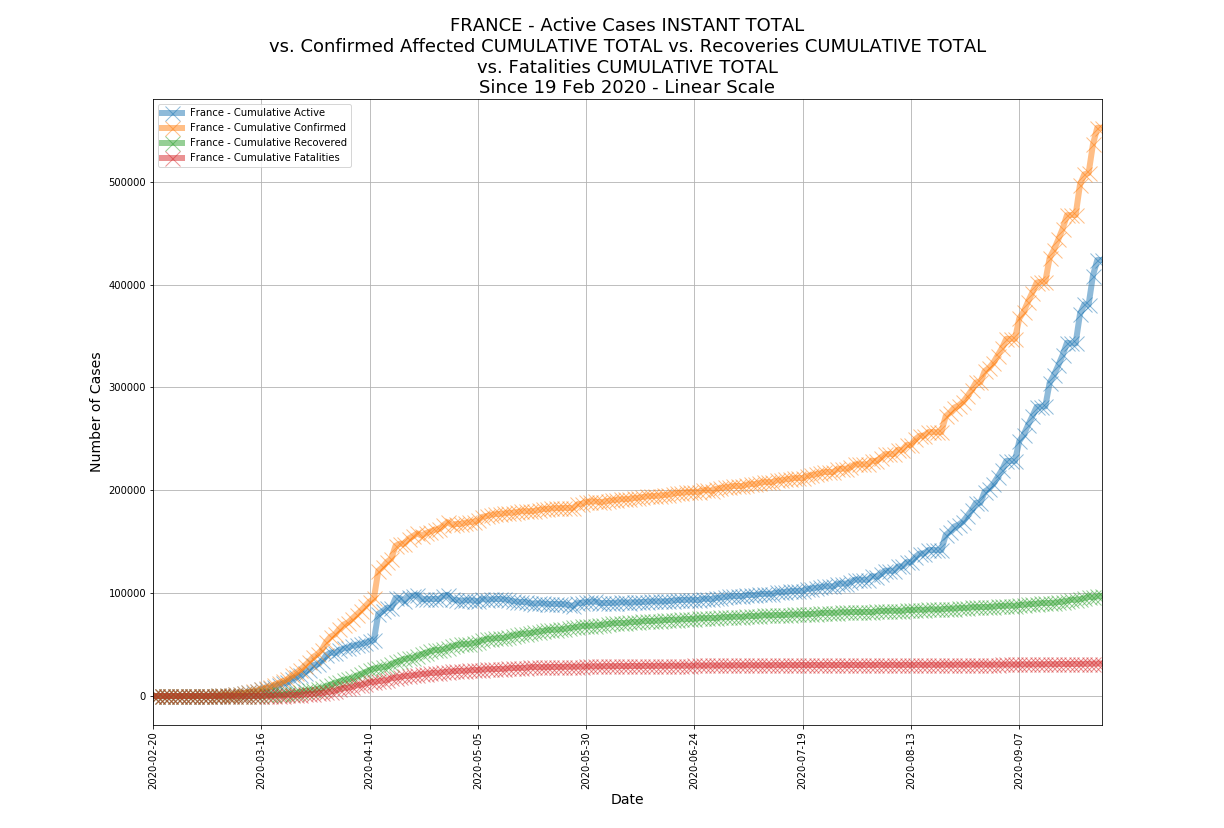 FRANCE - Active Cases INSTANT TOTAL
vs. Confirmed Affected CUMULATIVE TOTAL vs. Recoveries CUMULATIVE TOTAL
vs. Fatalities CUMULATIVE TOTAL
Since 19 Feb 2020 - Linear Scale
France - Cumulative Active
France - Cumulative Confirmed
France - Cumulative Recovered
France - Cumulative Fatalities
Number of Cases
500000
400000
300000
200000
100000
0
2020-02-20
2020-03-16
2020-04-10
2020-05-05
2020-05-30
2020-06-24
2020-07-19
2020-08-13
2020-09-07
Date